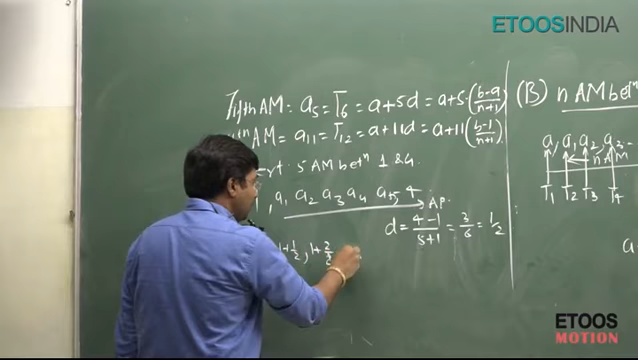 ETOOSINDIA
Fifth AM = a5 = T6 = a + 5d = a + 5(b-a/n+1)
AM = a11 = T12 = a + 11d = a + 11(b-1/n+1)
5 AM betn 1 & 4.
, a1 a2 a3 a4 a+5, 4
AP.
d = 4-1/5+1 = 3/6 = 1/2
1+1/2, 1+2/2
(B) n AM betn
a, a1 a2 a3 -
n AM
T1 T2 T3 T4
a
ETOOS
MOTION